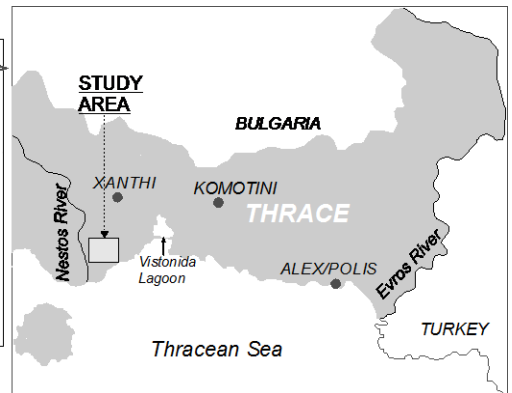 STUDY
AREA
BULGARIA
XANTHI
KOMOTINI
THRACE
Nestos River
Vistonida
Lagoon
ALEX/POLIS
Evros River
TURKEY
Thracean Sea